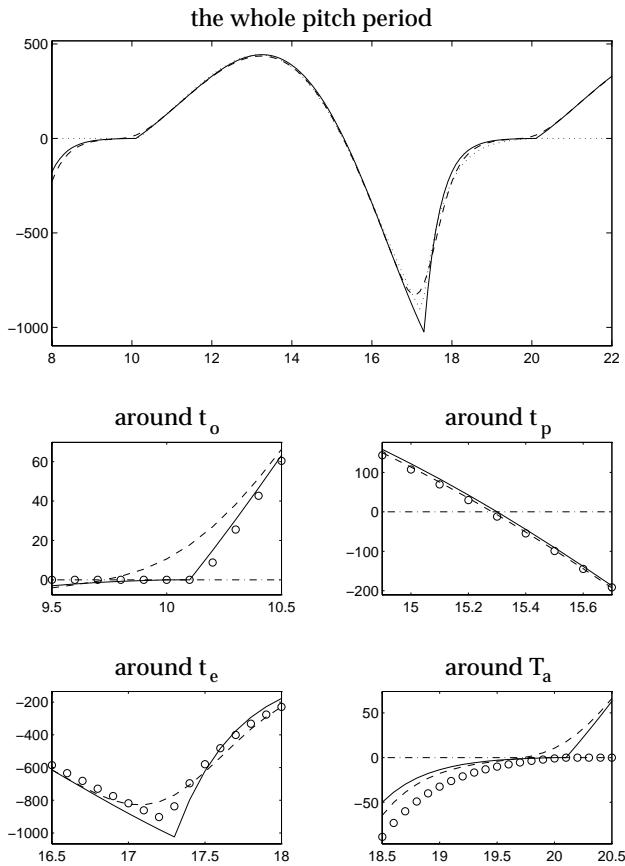 the whole pitch period
500
0
−500
−1000
8 10 12 14 16 18 20 22
around t_o
60
40
20
0
9.5 10 10.5
around t_p
100
0
−100
−200
15 15.2 15.4 15.6
around t_e
−200
−400
−600
−800
−1000
16.5 17 17.5 18
around T_a
50
0
−50
18.5 19 19.5 20 20.5